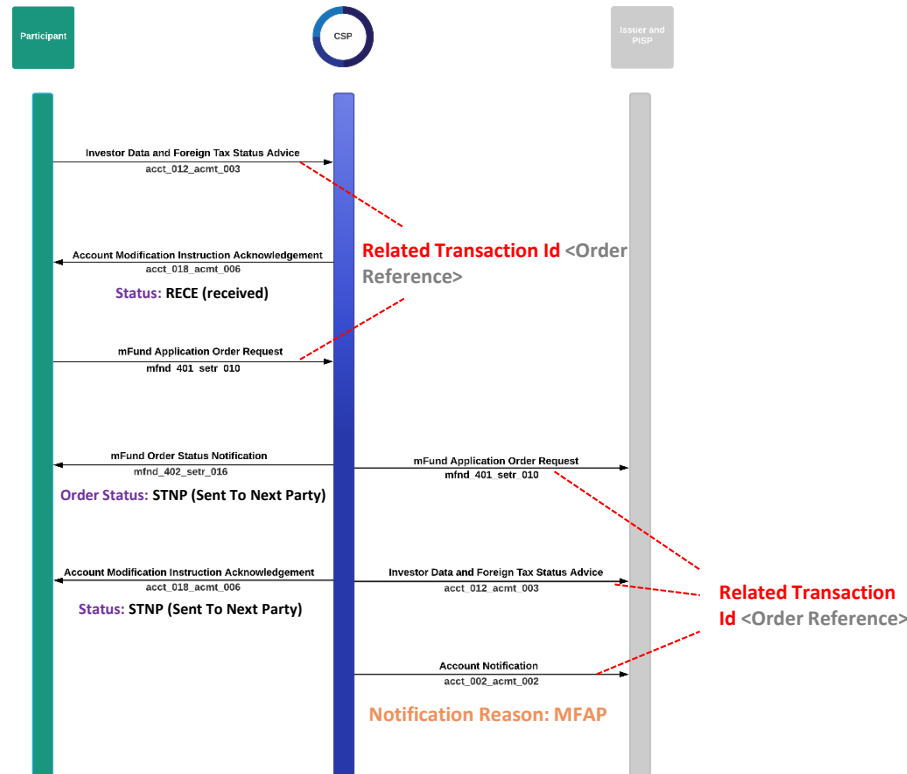 Participant
CSP
Issuer and
PISP
Investor Data and Foreign Tax Status Advice
acct_012_acmt_003
Account Modification Instruction Acknowledgement
acct_018_acmt_006
Status: RECE (received)
Related Transaction Id <Order
Reference>
mFund Application Order Request
mfnd_401_setr_010
mFund Order Status Notification
mfnd_402_setr_016
Order Status: STNP (Sent To Next Party)
mFund Application Order Request
mfnd_401_setr_010
Account Modification Instruction Acknowledgement
acct_018_acmt_006
Status: STNP (Sent To Next Party)
Investor Data and Foreign Tax Status Advice
acct_012_acmt_003
Related Transaction
Id <Order Reference>
Account Notification
acct_002_acmt_002
Notification Reason: MFAP